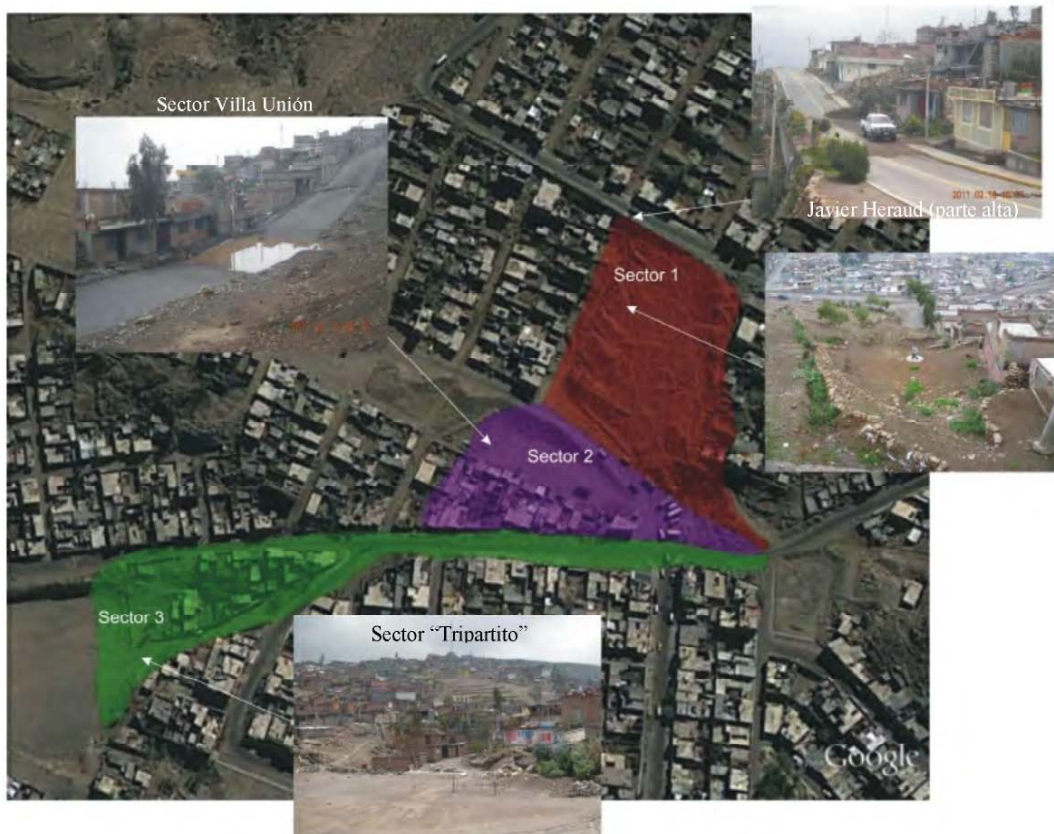 Sector Villa Unión
Javier Heraud (parte alta)
Sector 1
Sector 2
Sector 3
Sector “Tripartito”
Google